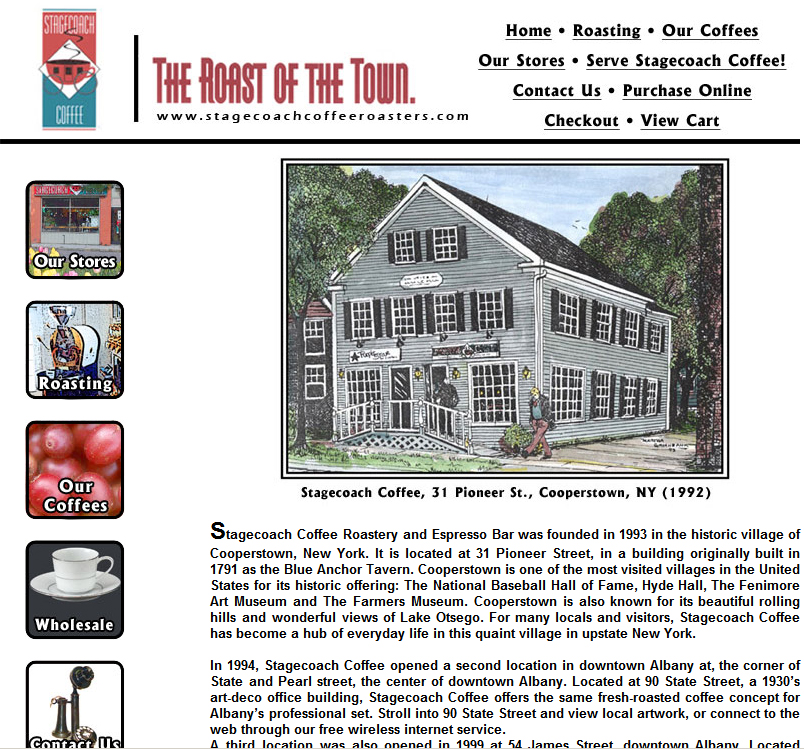 STAGECOACH
COFFEE
THE ROAST OF THE TOWN.
www.stagecoachcoffeeroasters.com
Home • Roasting • Our Coffees
Our Stores • Serve Stagecoach Coffee!
Contact Us • Purchase Online
Checkout • View Cart
STAGECOACH
Our Stores
Roasting
Our
Coffees
Wholesale
Contact Us
Stagecoach Coffee, 31 Pioneer St., Cooperstown, NY (1992)
Stagecoach Coffee Roastery and Espresso Bar was founded in 1993 in the historic village of
Cooperstown, New York. It is located at 31 Pioneer Street, in a building originally built in
1791 as the Blue Anchor Tavern. Cooperstown is one of the most visited villages in the United
States for its historic offering: The National Baseball Hall of Fame, Hyde Hall, The Fenimore
Art Museum and The Farmers Museum. Cooperstown is also known for its beautiful rolling
hills and wonderful views of Lake Otsego. For many locals and visitors, Stagecoach Coffee
has become a hub of everyday life in this quaint village in upstate New York.
In 1994, Stagecoach Coffee opened a second location in downtown Albany at, the corner of
State and Pearl street, the center of downtown Albany. Located at 90 State Street, a 1930's
art-deco office building, Stagecoach Coffee offers the same fresh-roasted coffee concept for
Albany's professional set. Stroll into 90 State Street and view local artwork, or connect to the
web through our free wireless internet service.
A third location was also opened in 1999 at 54 James Street, downtown Albany. Located